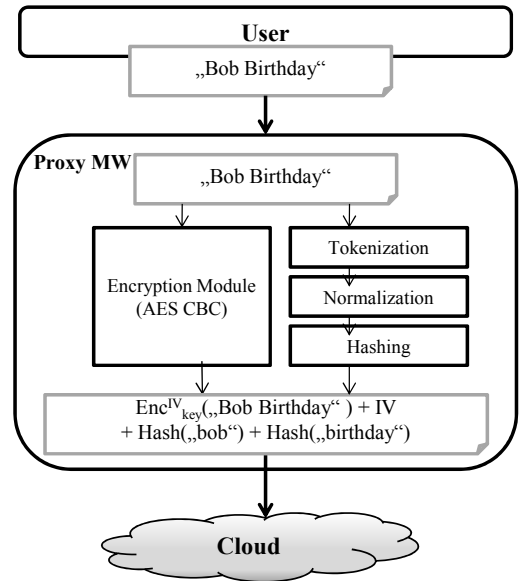 User
„Bob Birthday“
Proxy MW
„Bob Birthday“
Encryption Module
(AES CBC)
Tokenization
Normalization
Hashing
Enc^IV_key(„Bob Birthday“ ) + IV
+ Hash(„bob“) + Hash(„birthday“)
Cloud